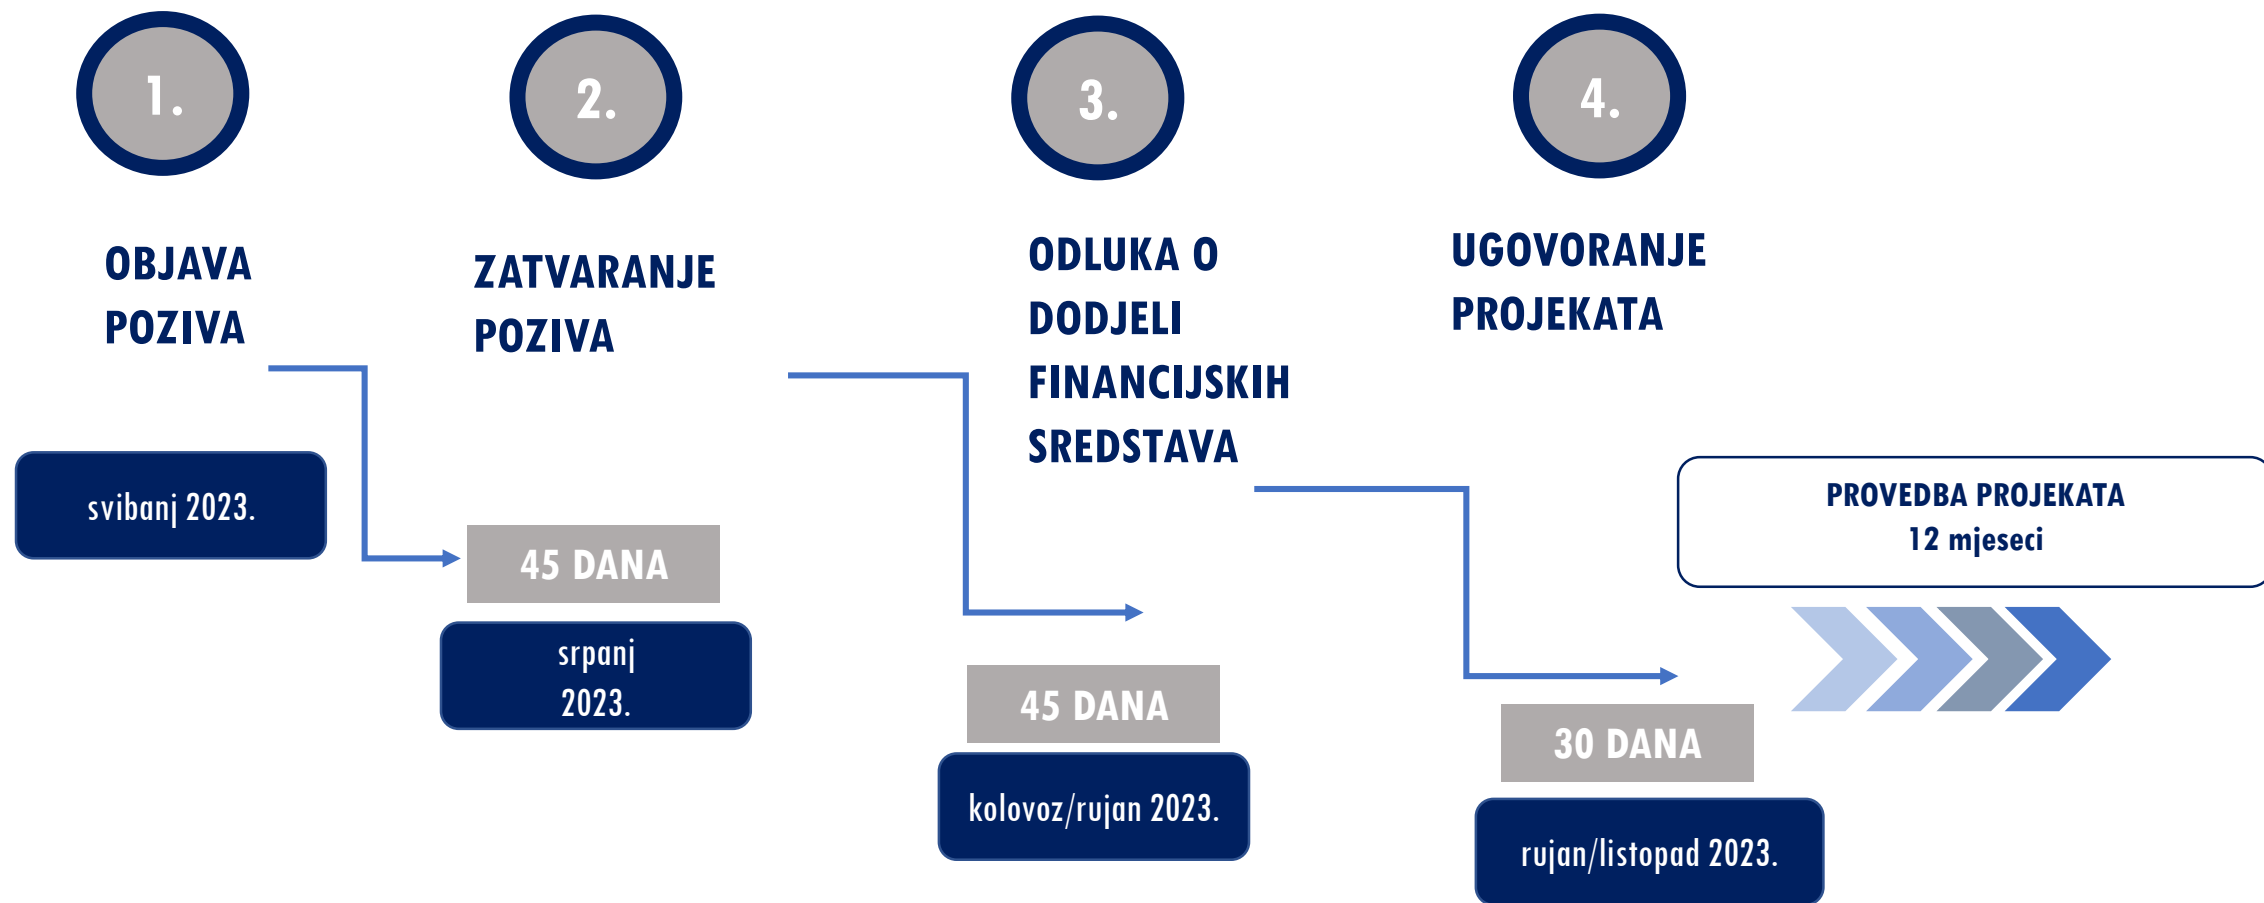 1.
OBJAVA
POZIVA
svibanj 2023.
2.
ZATVARANJE
POZIVA
45 DANA
srpanj
2023.
3.
ODLUKA O
DODJELI
FINANCIJSKIH
SREDSTAVA
45 DANA
kolovoz/rujan 2023.
4.
UGOVORANJE
PROJEKATA
30 DANA
rujan/listopad 2023.
PROVEDBA PROJEKATA
12 mjeseci